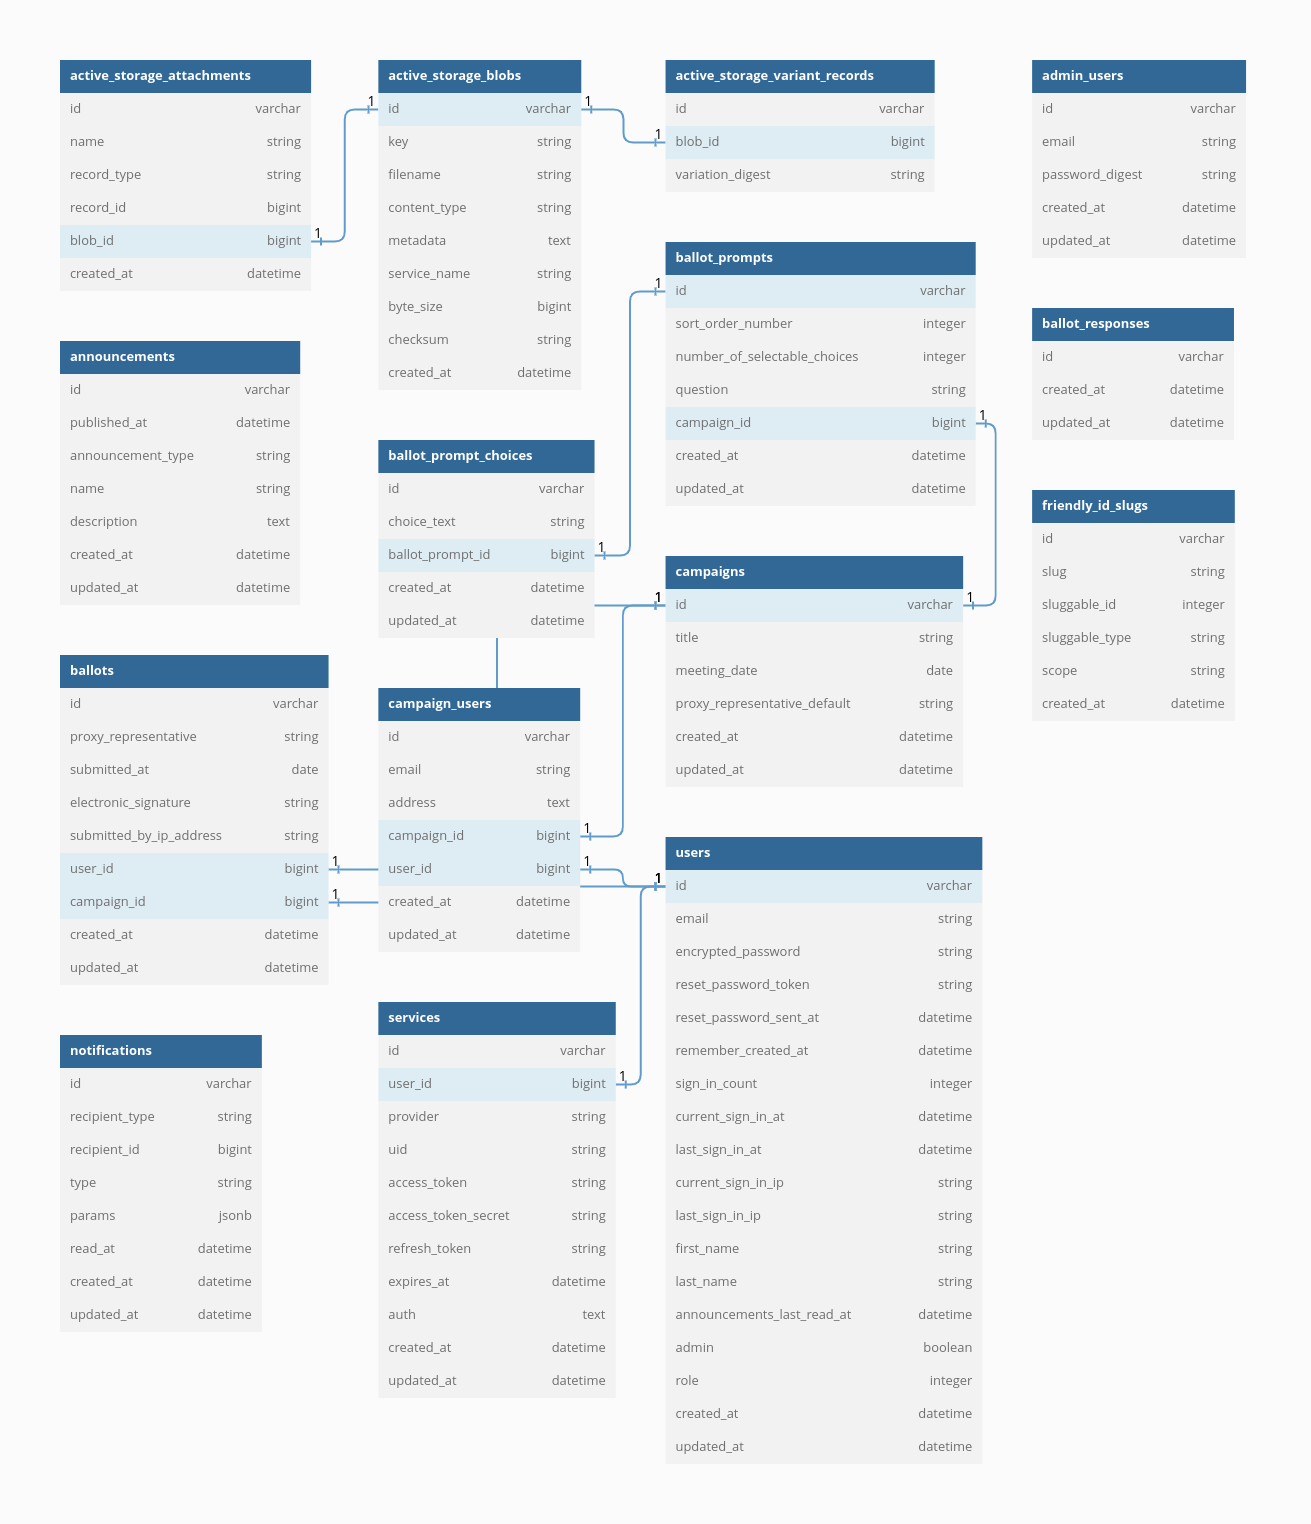 active_storage_attachments
id varchar
name string
record_type string
record_id bigint
blob_id bigint
created_at datetime
1
1
active_storage_blobs
id varchar
key string
filename string
content_type string
metadata text
service_name string
byte_size bigint
checksum string
created_at datetime
1
1
active_storage_variant_records
id varchar
blob_id bigint
variation_digest string
admin_users
id varchar
email string
password_digest string
created_at datetime
updated_at datetime
announcements
id varchar
published_at datetime
announcement_type string
name string
description text
created_at datetime
updated_at datetime
ballot_prompt_choices
id varchar
choice_text string
ballot_prompt_id bigint
created_at datetime
updated_at datetime
1
1
ballot_prompts
id varchar
sort_order_number integer
number_of_selectable_choices integer
question string
campaign_id bigint
created_at datetime
updated_at datetime
1
ballot_responses
id varchar
created_at datetime
updated_at datetime
friendly_id_slugs
id varchar
slug string
sluggable_id integer
sluggable_type string
scope string
created_at datetime
1
campaigns
id varchar
title string
meeting_date date
proxy_representative_default string
created_at datetime
updated_at datetime
1
ballots
id varchar
proxy_representative string
submitted_at date
electronic_signature string
submitted_by_ip_address string
user_id bigint
campaign_id bigint
created_at datetime
updated_at datetime
1
1
campaign_users
id varchar
email string
address text
campaign_id bigint
user_id bigint
created_at datetime
updated_at datetime
1
1
1
users
id varchar
email string
encrypted_password string
reset_password_token string
reset_password_sent_at datetime
remember_created_at datetime
sign_in_count integer
current_sign_in_at datetime
last_sign_in_at datetime
current_sign_in_ip string
last_sign_in_ip string
first_name string
last_name string
announcements_last_read_at datetime
admin boolean
role integer
created_at datetime
updated_at datetime
notifications
id varchar
recipient_type string
recipient_id bigint
type string
params jsonb
read_at datetime
created_at datetime
updated_at datetime
services
id varchar
user_id bigint
provider string
uid string
access_token string
access_token_secret string
refresh_token string
expires_at datetime
auth text
created_at datetime
updated_at datetime
1